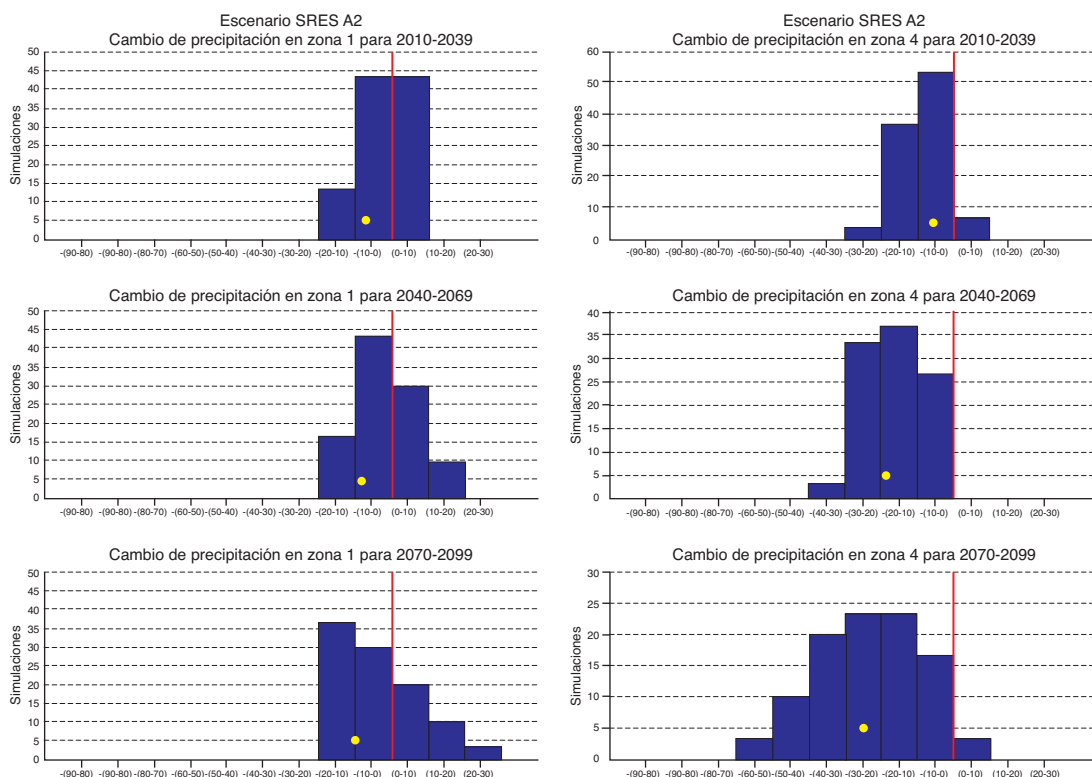 Escenario SRES A2
Cambio de precipitación en zona 1 para 2010-2039
Simulaciones
50
45
40
35
30
25
20
15
10
5
0
-(90-80) -(90-80) -(80-70) -(60-50) -(50-40) -(40-30) -(30-20) -(20-10) -(10-0) (0-10) (10-20) (20-30)
Escenario SRES A2
Cambio de precipitación en zona 4 para 2010-2039
Simulaciones
60
50
40
30
20
10
0
-(90-80) -(90-80) -(80-70) -(60-50) -(50-40) -(40-30) -(30-20) -(20-10) -(10-0) (0-10) (10-20) (20-30)
Cambio de precipitación en zona 1 para 2040-2069
Simulaciones
50
45
40
35
30
25
20
15
10
5
0
-(90-80) -(90-80) -(80-70) -(60-50) -(50-40) -(40-30) -(30-20) -(20-10) -(10-0) (0-10) (10-20) (20-30)
Cambio de precipitación en zona 4 para 2040-2069
Simulaciones
40
35
30
25
20
15
10
5
0
-(90-80) -(90-80) -(80-70) -(60-50) -(50-40) -(40-30) -(30-20) -(20-10) -(10-0) (0-10) (10-20) (20-30)
Cambio de precipitación en zona 1 para 2070-2099
Simulaciones
50
45
40
35
30
25
20
15
10
5
0
-(90-80) -(90-80) -(80-70) -(60-50) -(50-40) -(40-30) -(30-20) -(20-10) -(10-0) (0-10) (10-20) (20-30)
Cambio de precipitación en zona 4 para 2070-2099
Simulaciones
30
25
20
15
10
5
0
-(90-80) -(90-80) -(80-70) -(60-50) -(50-40) -(40-30) -(30-20) -(20-10) -(10-0) (0-10) (10-20) (20-30)